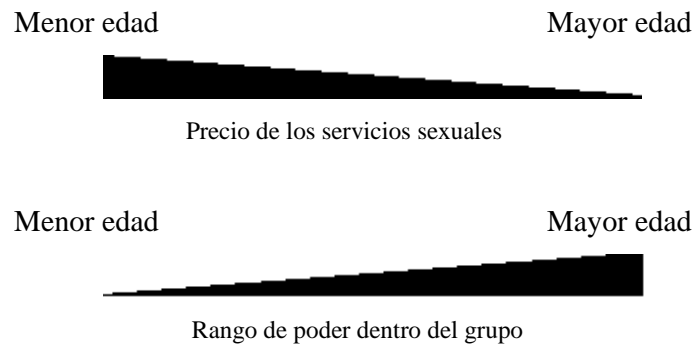 Menor edad Mayor edad
Precio de los servicios sexuales
Menor edad Mayor edad
Rango de poder dentro del grupo